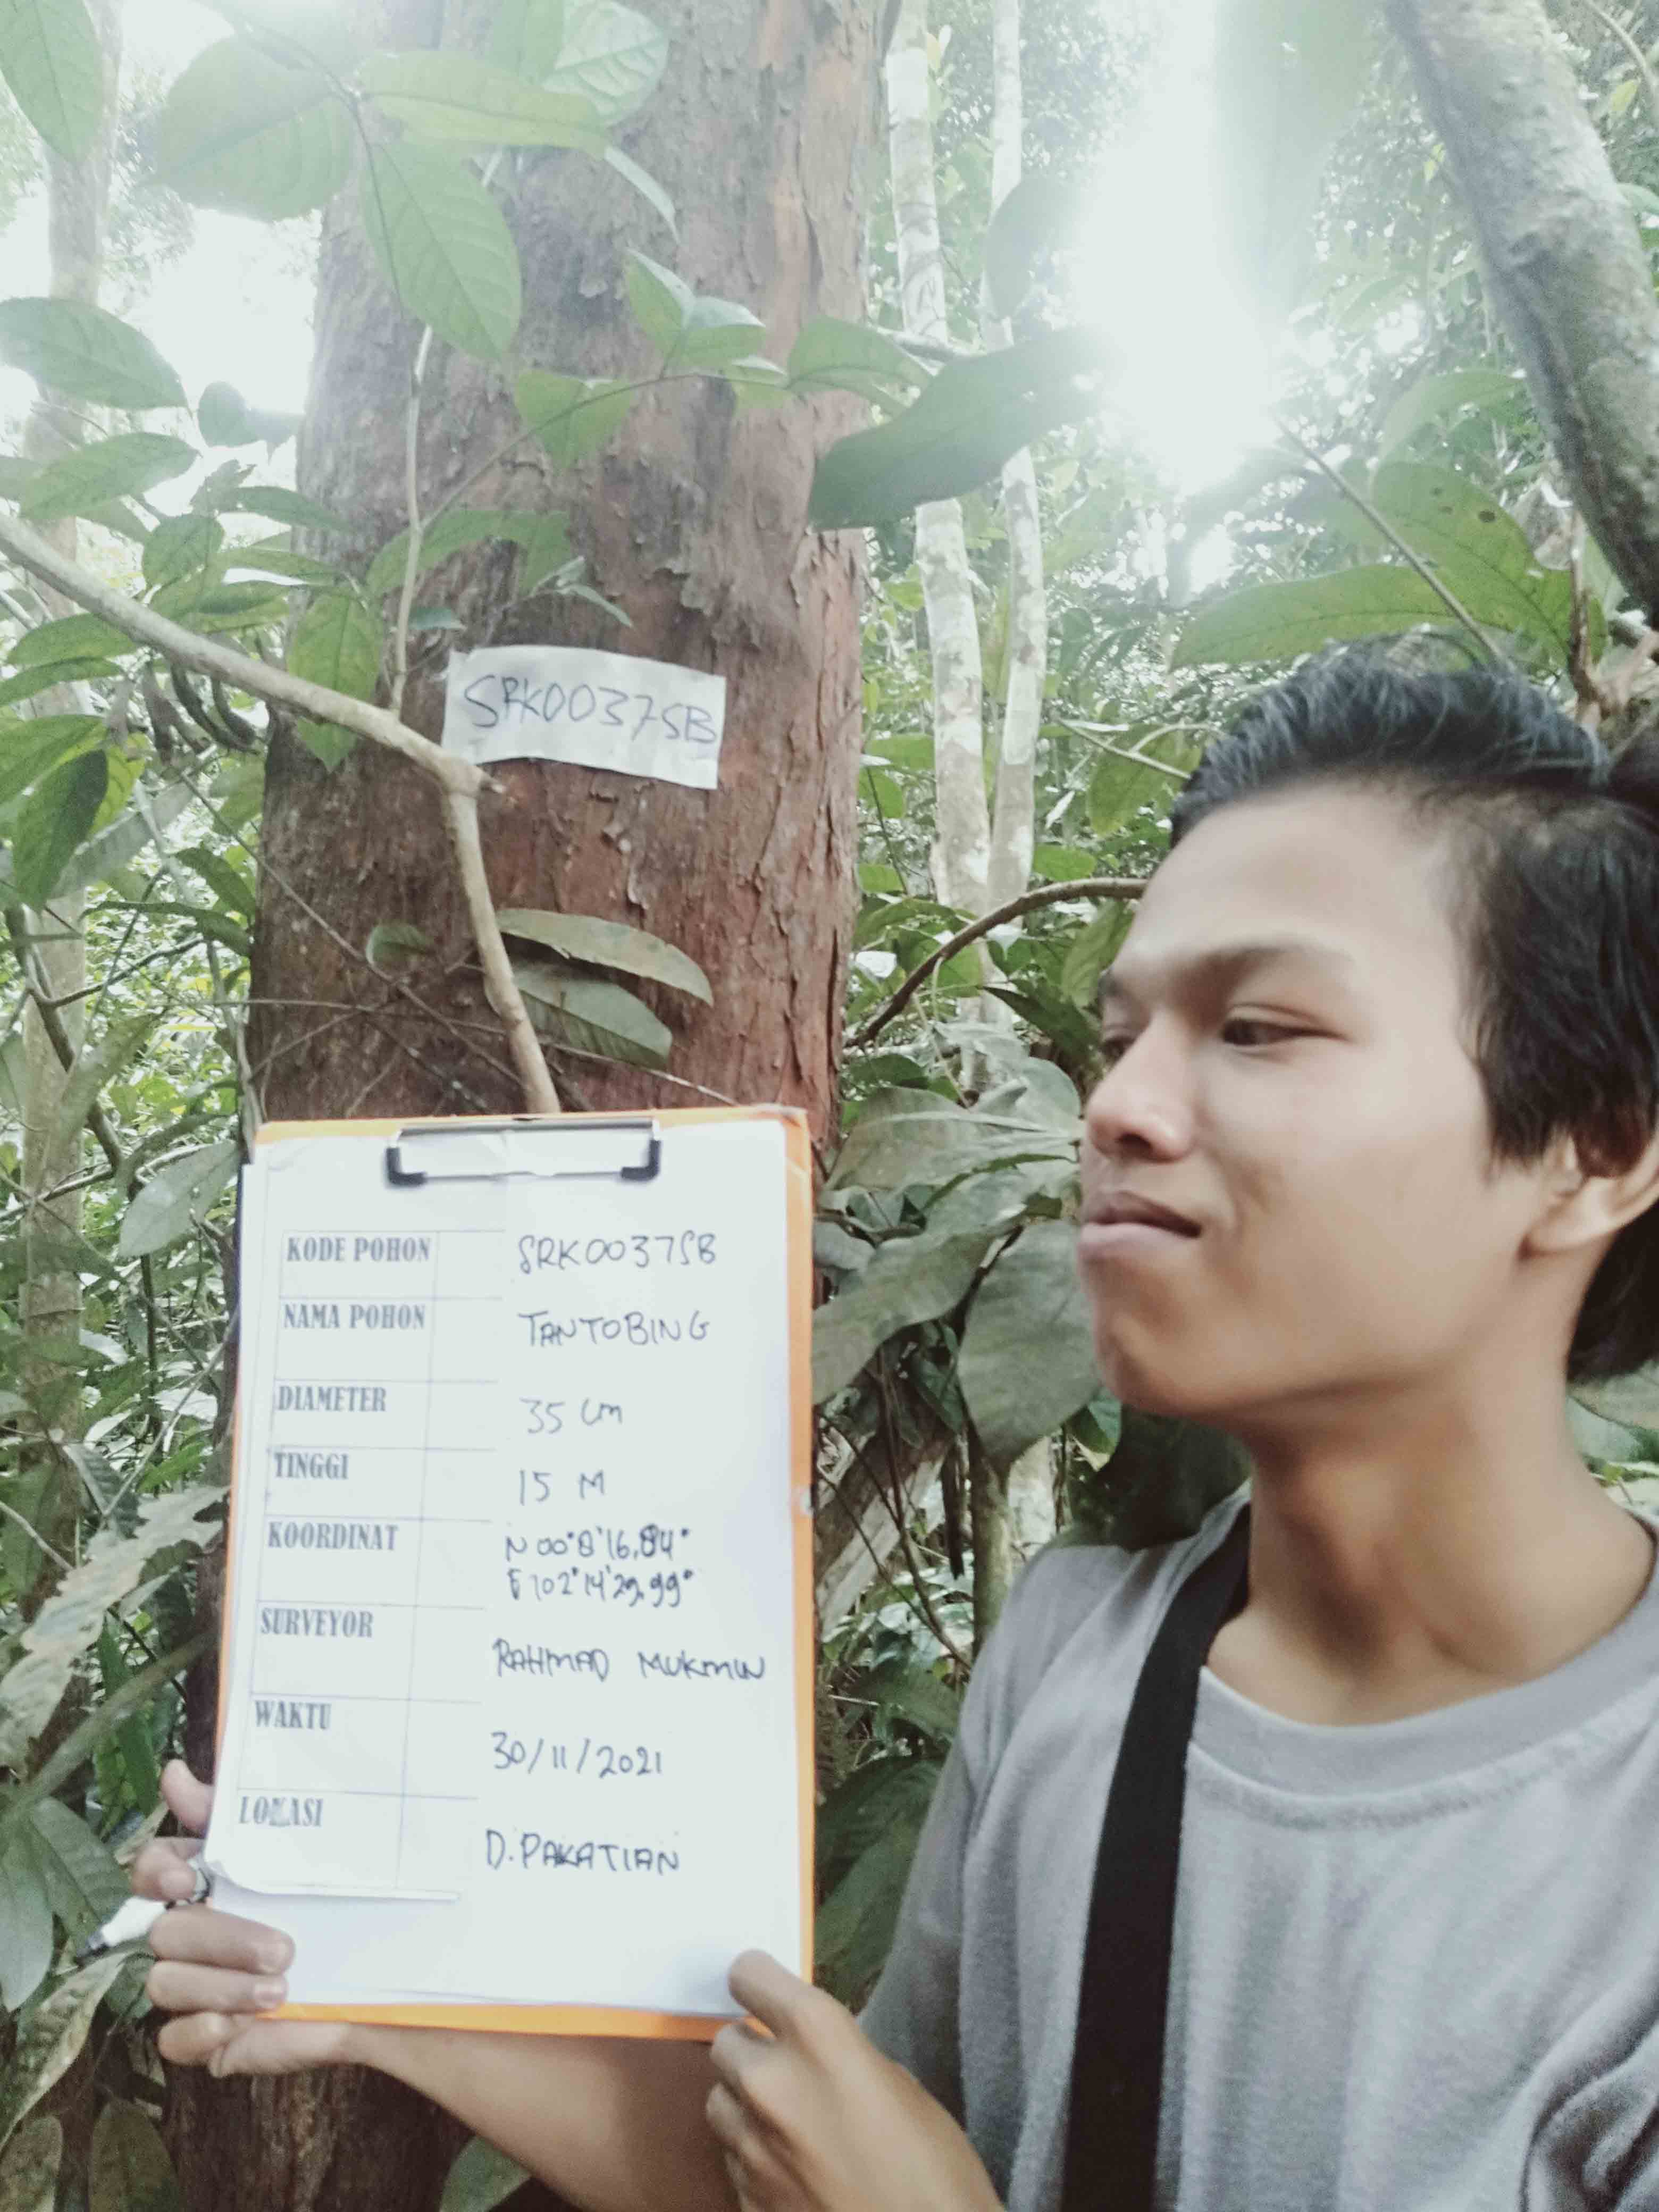 SRK00375B
KODE POHON SRK00375B
NAMA POHON TANTOBING
DIAMETER 35 cm
TINGGI 15 M
KOORDINAT N 00°8'16,84"
E 102°14'29,99"
SURVEYOR RAHMAD MUKMIN
WAKTU 30/11/2021
LOKASI D.PAKATIAN